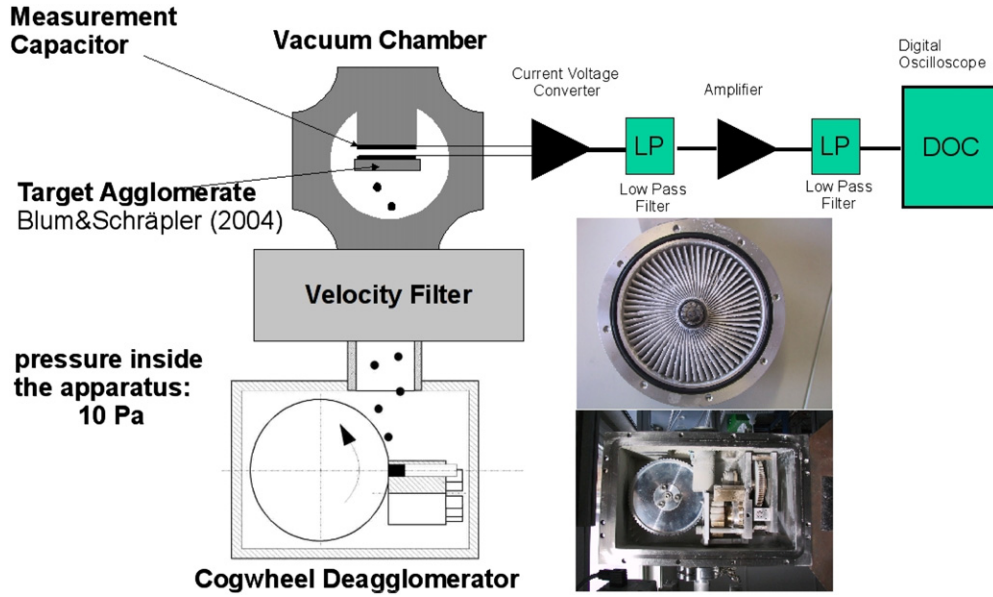 Measurement
Capacitor
Vacuum Chamber
Current Voltage
Converter
Amplifier
Digital
Oscilloscope
LP
LP
DOC
Low Pass
Filter
Low Pass
Filter
Target Agglomerate
Blum&Schräpler (2004)
Velocity Filter
pressure inside
the apparatus:
10 Pa
Cogwheel Deagglomerator